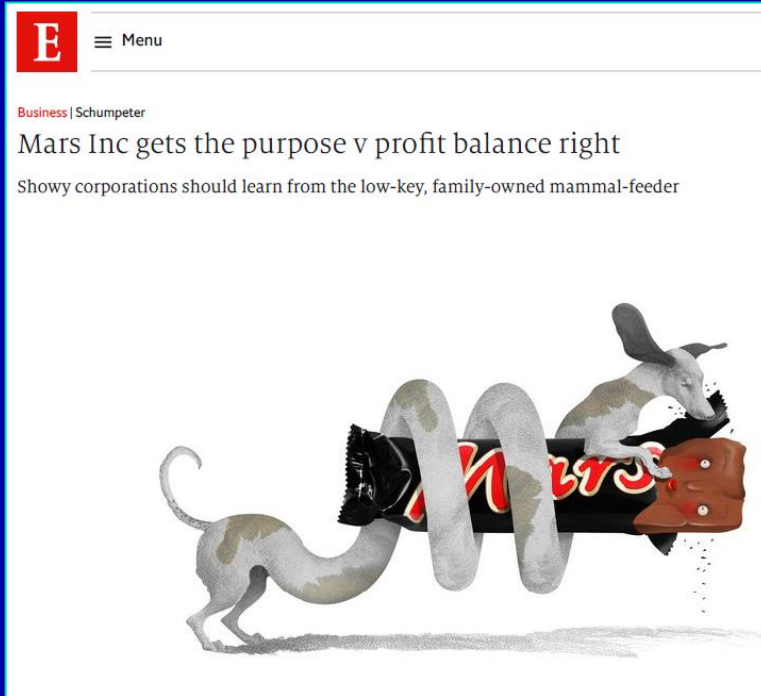 E
Menu
Business | Schumpeter
Mars Inc gets the purpose v profit balance right
Showy corporations should learn from the low-key, family-owned mammal-feeder
Mars